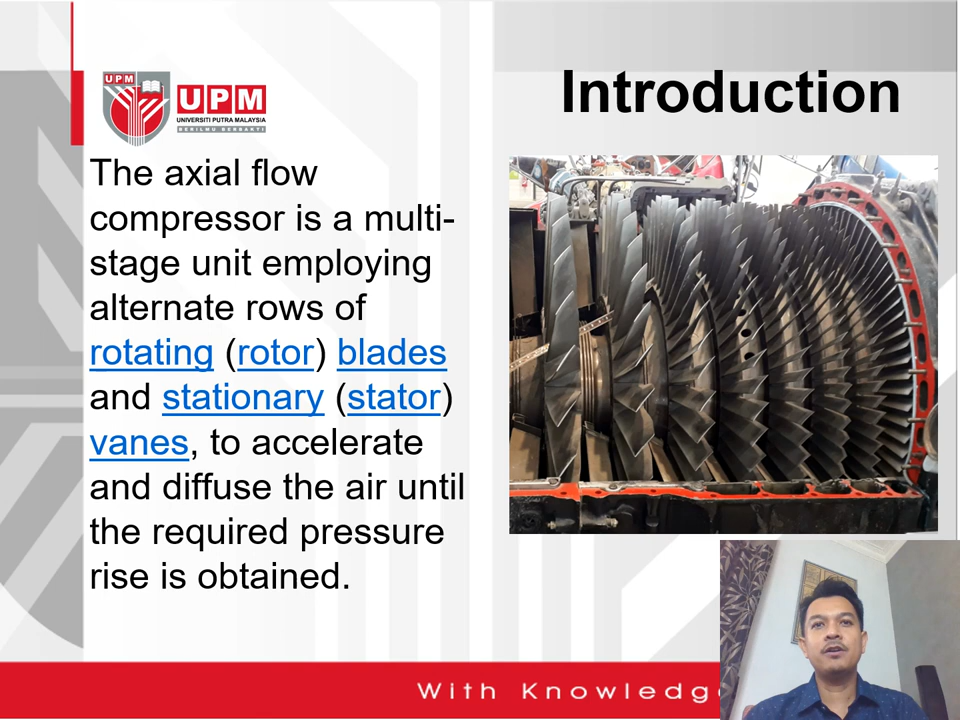 Introduction
UPM
UPM
UNIVERSITI PUTRA MALAYSIA
BERILMU BERBAKTI
The axial flow
compressor is a multi-
stage unit employing
alternate rows of
rotating (rotor) blades
and stationary (stator)
vanes, to accelerate
and diffuse the air until
the required pressure
rise is obtained.
With Knowledg